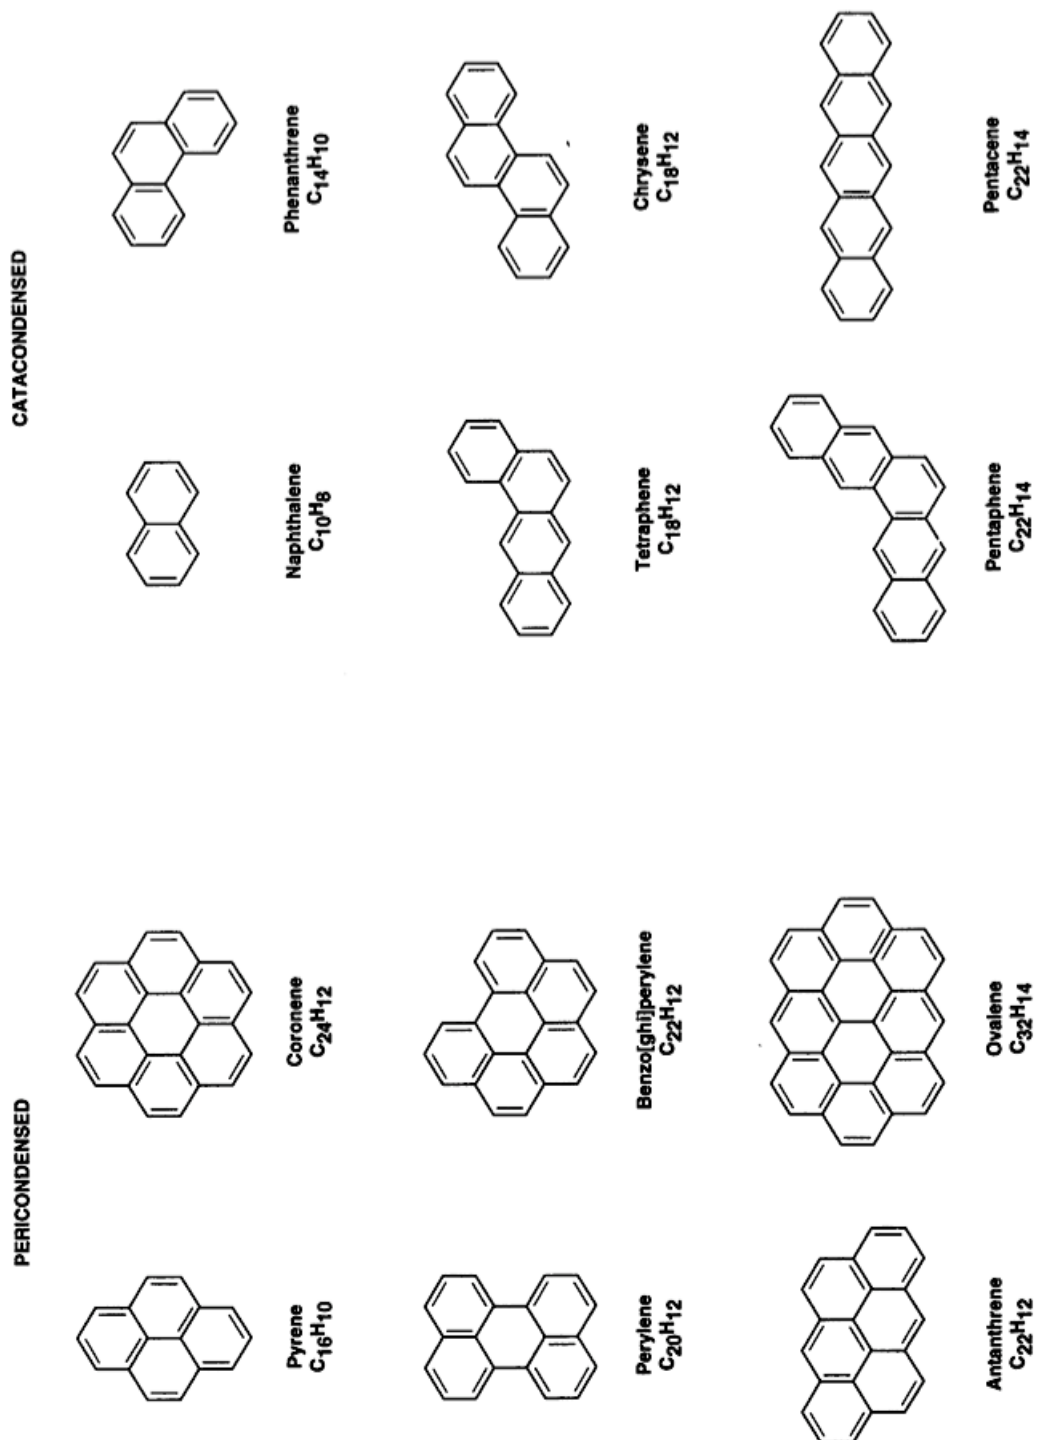 PERICONDENSED
Pyrene
C16H10
Coronene
C24H12
Perylene
C20H12
Benzo[ghi]perylene
C22H12
Antanthrene
C22H12
Ovalene
C32H14
CATACONDENSED
Naphthalene
C10H8
Phenanthrene
C14H10
Tetraphene
C18H12
Chrysene
C18H12
Pentaphene
C22H14
Pentacene
C22H14